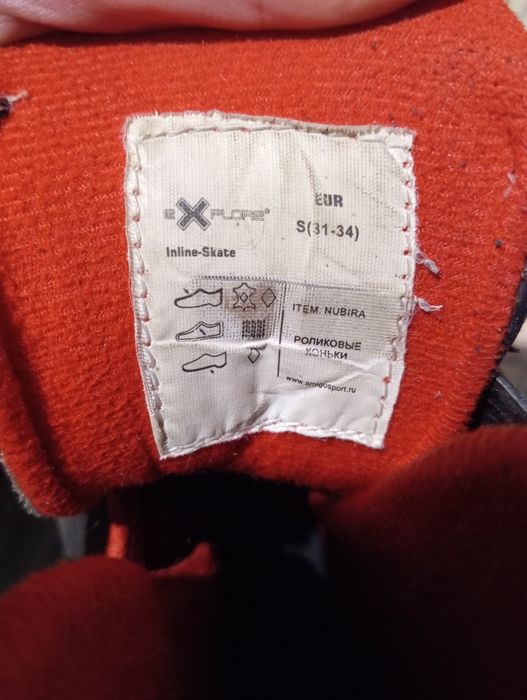 eXPLORE®
EUR
S(31-34)
Inline-Skate
ITEM: NUBIRA
РОЛИКОВЫЕ
КОНЬКИ
www.amigosport.ru